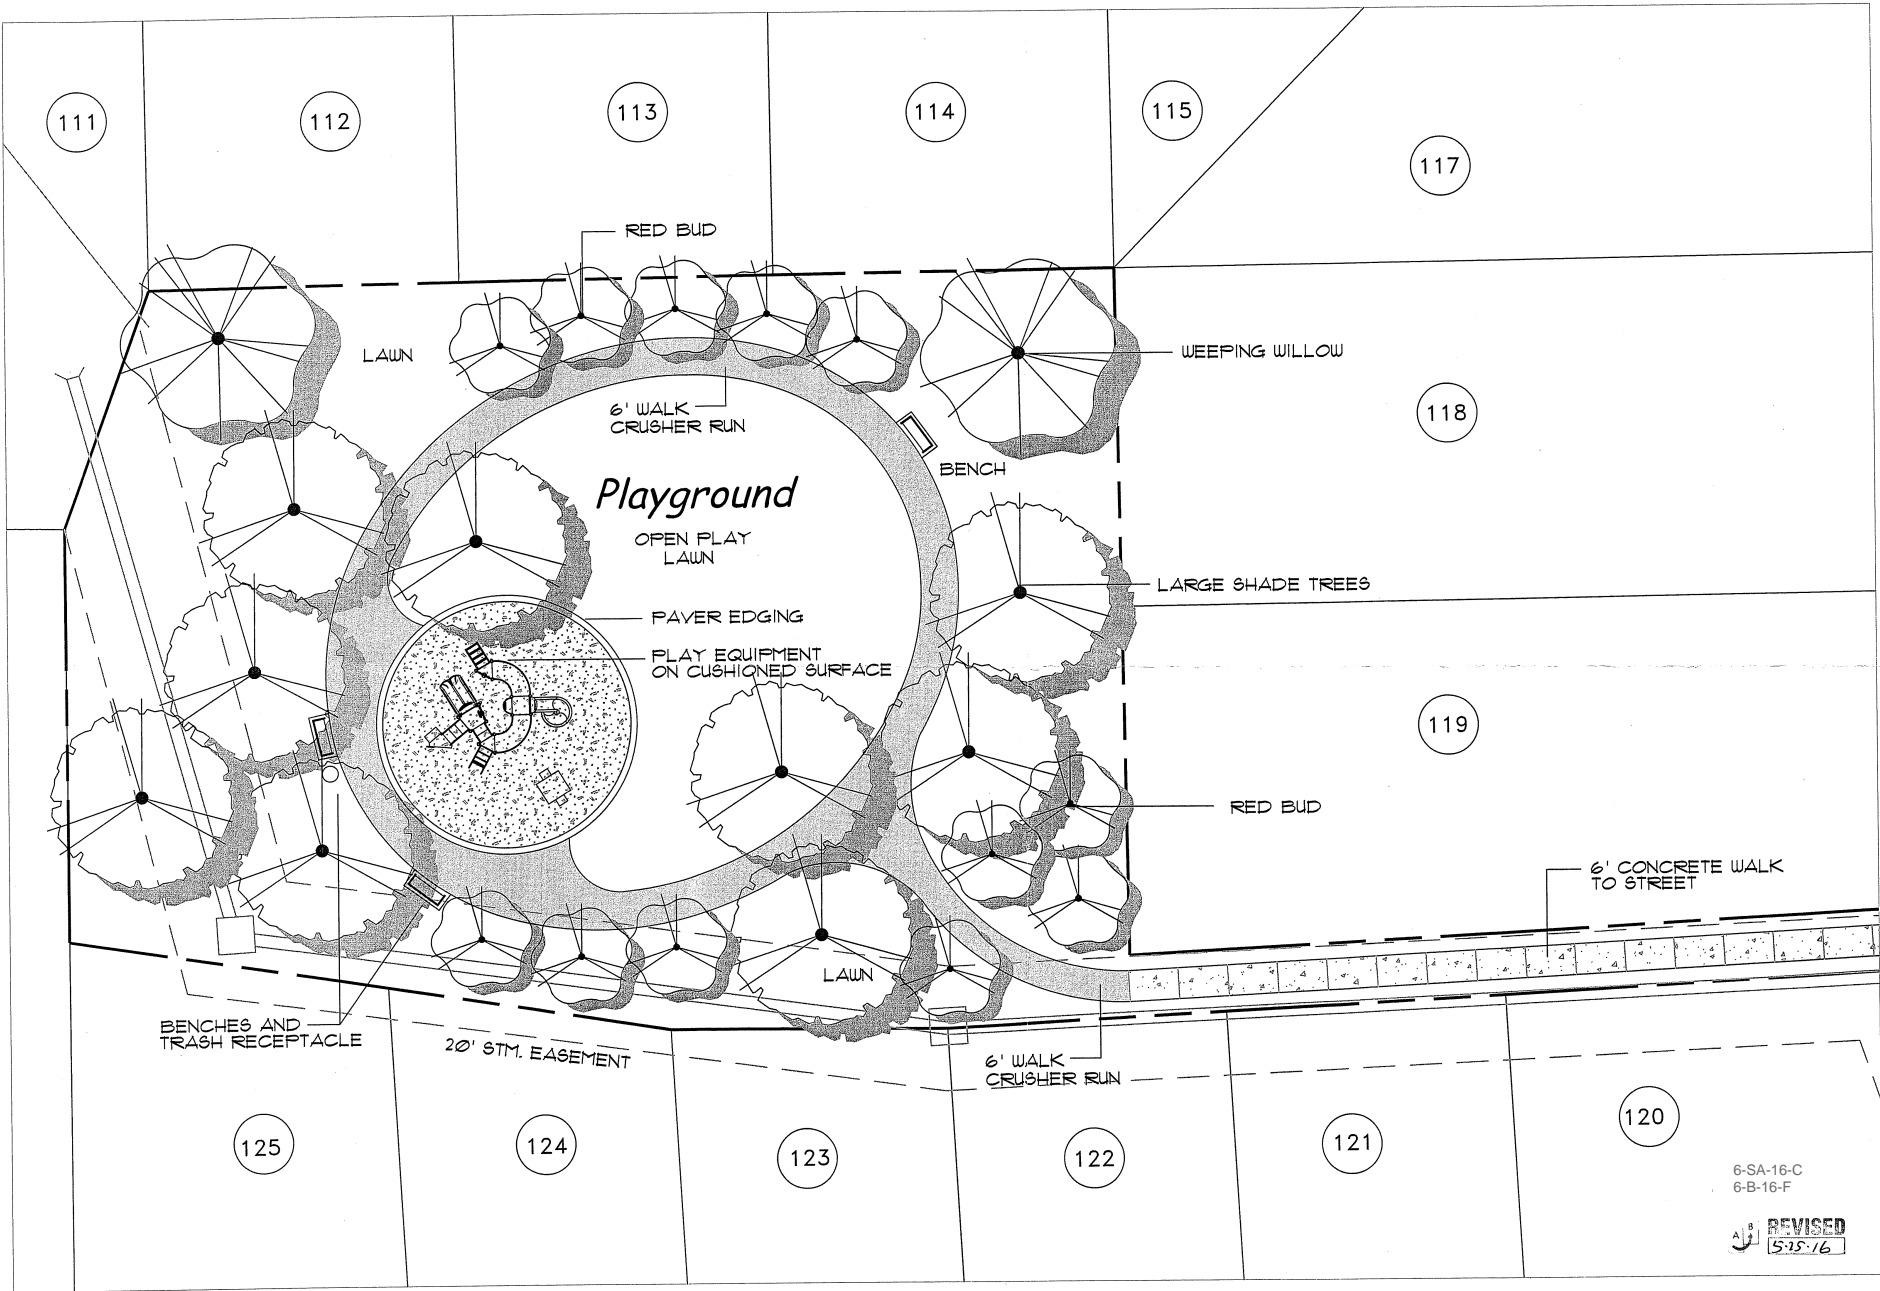 111
112
113
114
115
117
RED BUD
LAWN
WEEPING WILLOW
6' WALK
CRUSHER RUN
118
BENCH
Playground
OPEN PLAY
LAWN
LARGE SHADE TREES
PAVER EDGING
PLAY EQUIPMENT
ON CUSHIONED SURFACE
119
RED BUD
6' CONCRETE WALK
TO STREET
LAWN
BENCHES AND
TRASH RECEPTACLE
20' STM. EASEMENT
6' WALK
CRUSHER RUN
125
124
123
122
121
120
6-SA-16-C
6-B-16-F
A B
REVISED
5-25-16